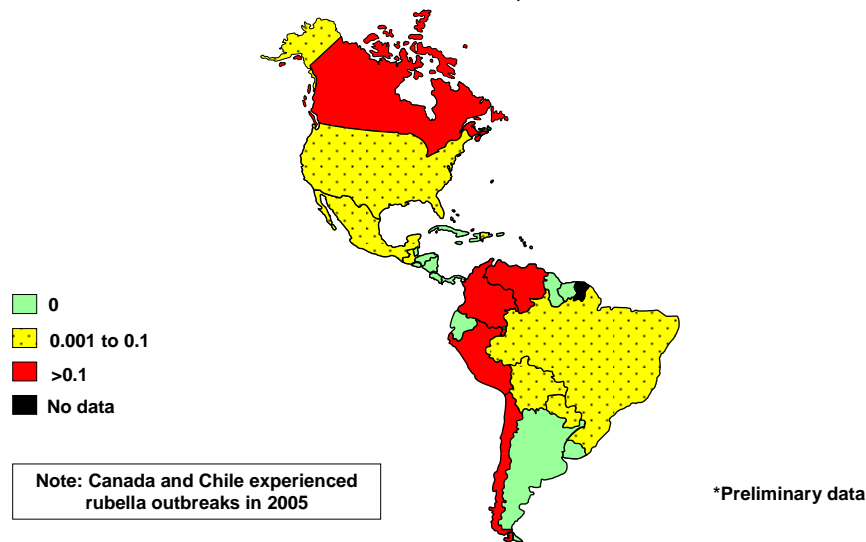 0
0.001 to 0.1
>0.1
No data
Note: Canada and Chile experienced
rubella outbreaks in 2005
*Preliminary data